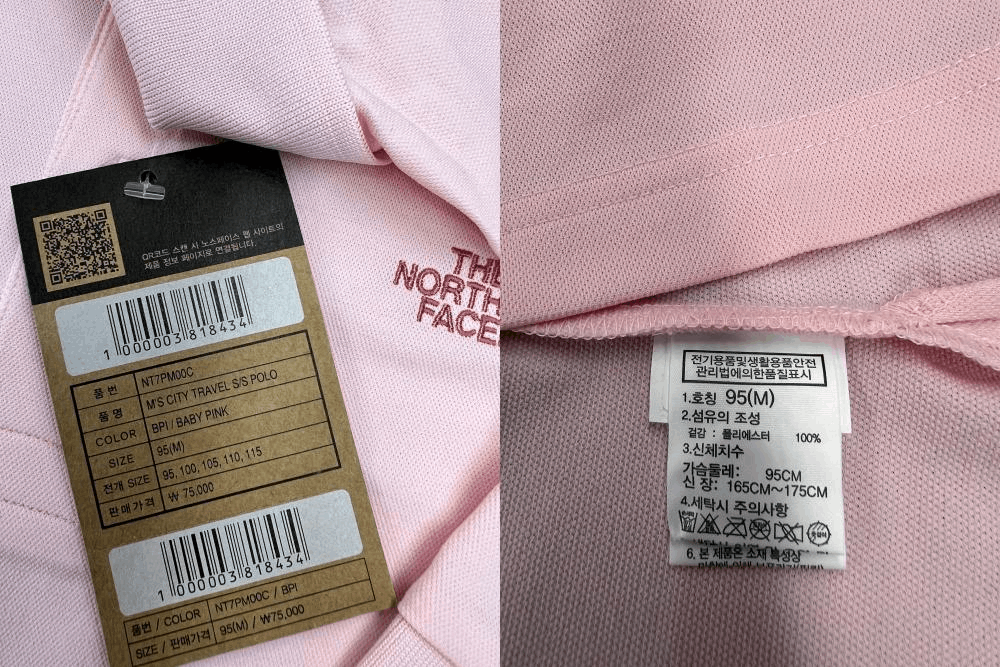 QR코드 스캔 시 노스페이스 웹 사이트의
제품 정보 페이지로 연결됩니다.
1 000003 818434
품 번 NT7PM00C
품 명 M'S CITY TRAVEL S/S POLO
COLOR BPI / BABY PINK
SIZE 95(M)
전개 SIZE 95, 100, 105, 110, 115
판매가격 ₩ 75,000
1 000003 818434
품번 / COLOR NT7PM00C / BPI
SIZE / 판매가격 95(M) / ₩75,000
THE
NORTH
FACE
전기용품및생활용품안전
관리법에의한품질표시
1.호칭 95(M)
2.섬유의 조성
겉감 : 폴리에스터 100%
3.신체치수
가슴둘레: 95CM
신 장: 165CM~175CM
4.세탁시 주의사항
6. 본 제품은 소재 특성상